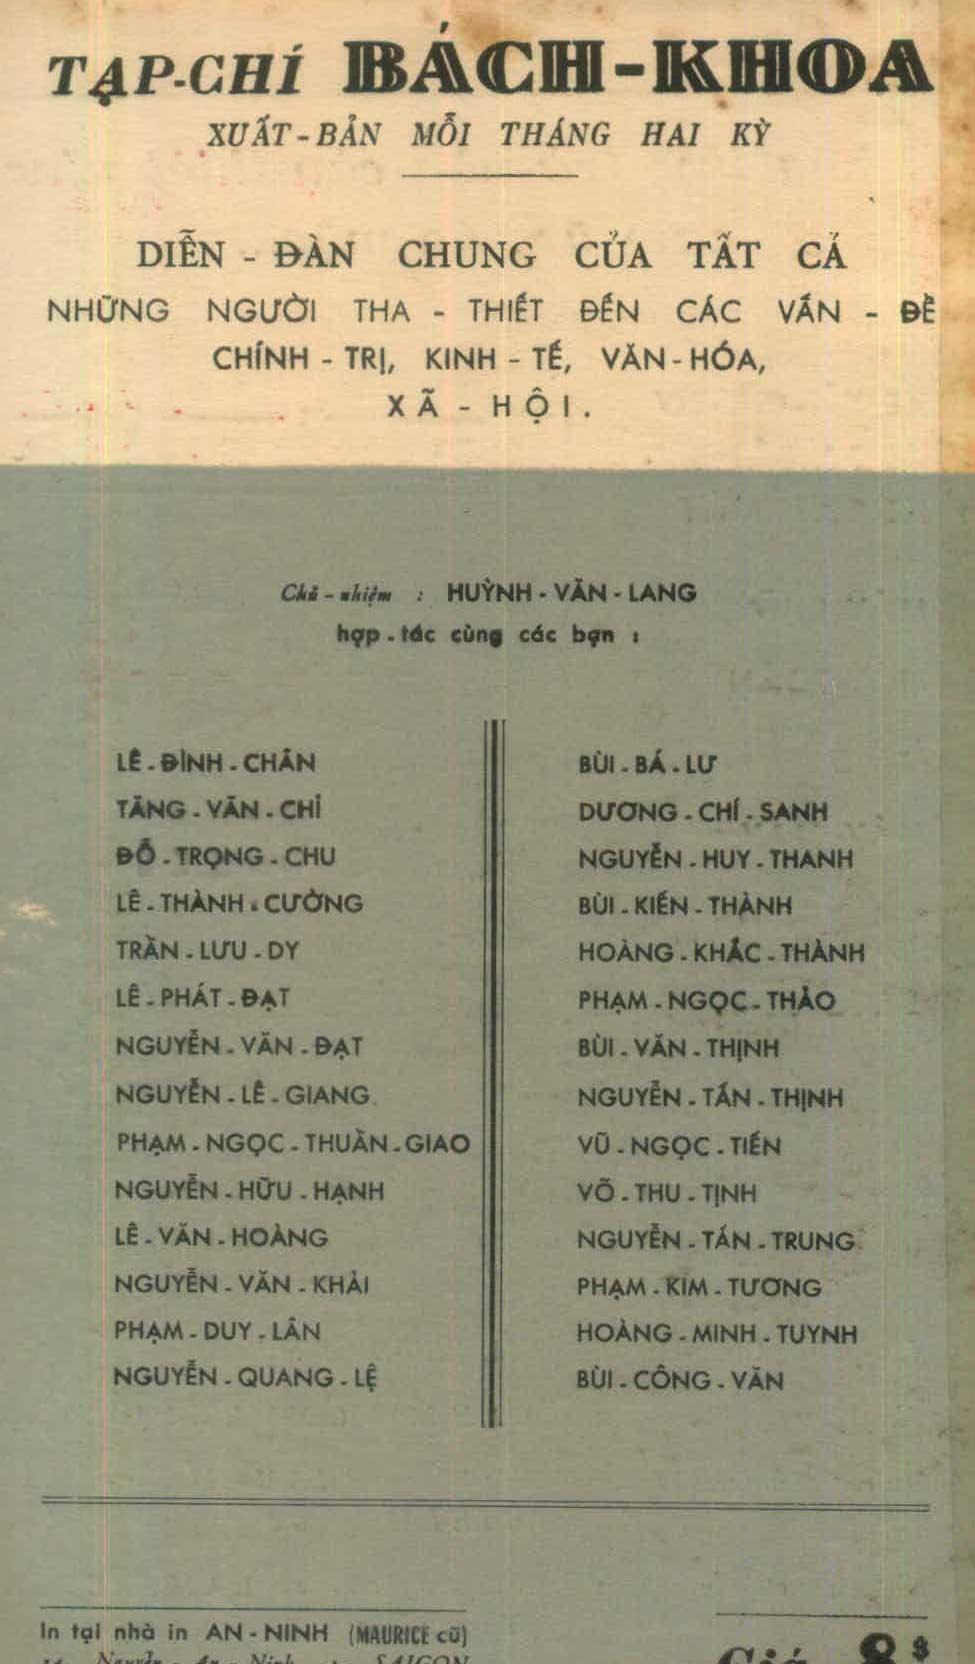 TẠP-CHÍ BÁCH-KHOA
XUẤT-BẢN MỖI THÁNG HAI KỲ
DIỄN - ĐÀN CHUNG CỦA TẤT CẢ
NHỮNG NGƯỜI THA - THIẾT ĐẾN CÁC VẤN - ĐỀ
CHÍNH - TRỊ, KINH - TẾ, VĂN-HÓA,
XÃ - HỘI.
Chủ-nhiệm : HUỲNH-VĂN-LANG
hợp-tác cùng các bạn :
LÊ-ĐÌNH-CHÂN
TĂNG-VĂN-CHỈ
ĐỖ-TRỌNG-CHU
LÊ-THÀNH-CƯỜNG
TRẦN-LƯU-DY
LÊ-PHÁT-ĐẠT
NGUYỄN-VĂN-ĐẠT
NGUYỄN-LÊ-GIANG
PHẠM-NGỌC-THUẦN-GIAO
NGUYỄN-HỮU-HẠNH
LÊ-VĂN-HOÀNG
NGUYỄN-VĂN-KHẢI
PHẠM-DUY-LÂN
NGUYỄN-QUANG-LỆ
BÙI-BÁ-LƯ
DƯƠNG-CHÍ-SANH
NGUYỄN-HUY-THANH
BÙI-KIẾN-THÀNH
HOÀNG-KHẮC-THÀNH
PHẠM-NGỌC-THẢO
BÙI-VĂN-THỊNH
NGUYỄN-TẤN-THỊNH
VŨ-NGỌC-TIẾN
VÕ-THU-TỊNH
NGUYỄN-TẤN-TRUNG
PHẠM-KIM-TƯƠNG
HOÀNG-MINH-TUYNH
BÙI-CÔNG-VĂN
In tại nhà in AN-NINH (MAURICE cũ)
Nguyễn-An-Ninh SAIGON
Giá 8$